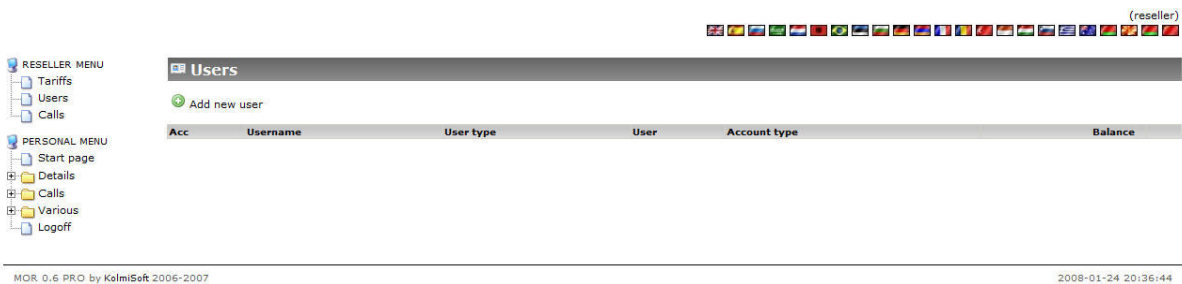 (reseller)
RESELLER MENU
Tariffs
Users
Calls
PERSONAL MENU
Start page
Details
Calls
Various
Logoff
Users
Add new user
Acc Username User type User Account type Balance
MOR 0.6 PRO by KolmiSoft 2006-2007
2008-01-24 20:36:44